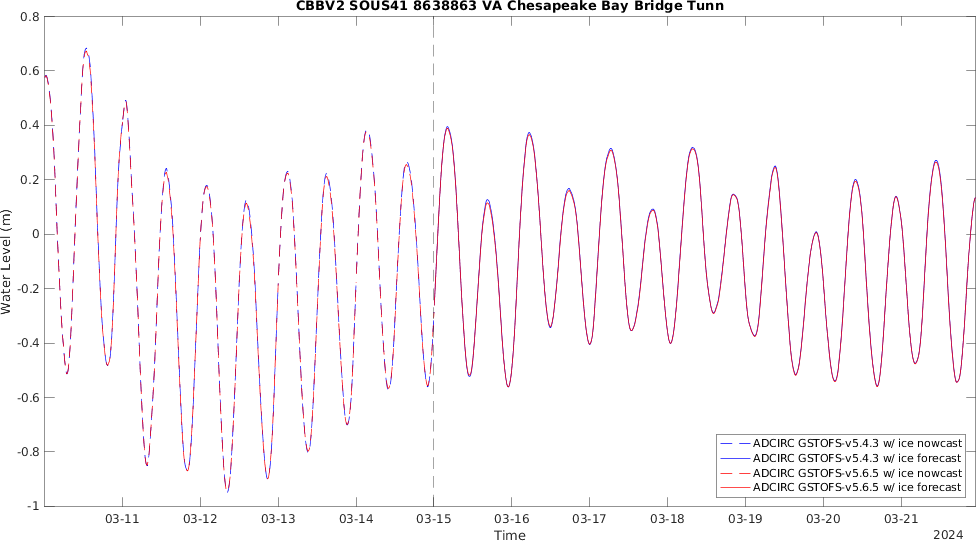 CBBV2 SOUS41 8638863 VA Chesapeake Bay Bridge Tunn
0.8
0.6
0.4
0.2
0
-0.2
-0.4
-0.6
-0.8
-1
Water Level (m)
ADCIRC GSTOFS-v5.4.3 w/ ice nowcast
ADCIRC GSTOFS-v5.4.3 w/ ice forecast
ADCIRC GSTOFS-v5.6.5 w/ ice nowcast
ADCIRC GSTOFS-v5.6.5 w/ ice forecast
03-11 03-12 03-13 03-14 03-15 03-16 03-17 03-18 03-19 03-20 03-21
Time
2024